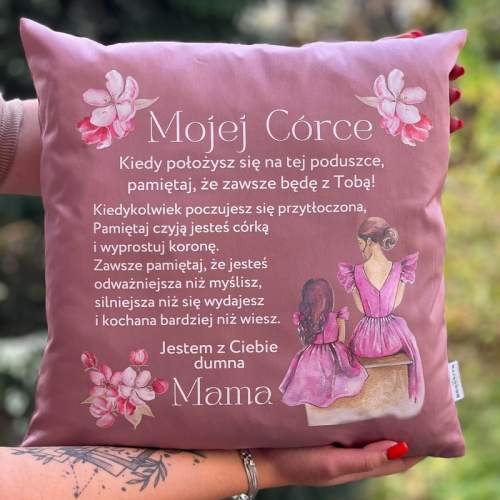 Mojej Córce
Kiedy położysz się na tej poduszce,
pamiętaj, że zawsze będę z Tobą!
Kiedykolwiek poczujesz się przytłoczona,
Pamiętaj czyją jesteś córką
i wyprostuj koronę.
Zawsze pamiętaj, że jesteś
odważniejsza niż myślisz,
silniejsza niż się wydajesz
i kochana bardziej niż wiesz.
Jestem z Ciebie
dumna
Mama